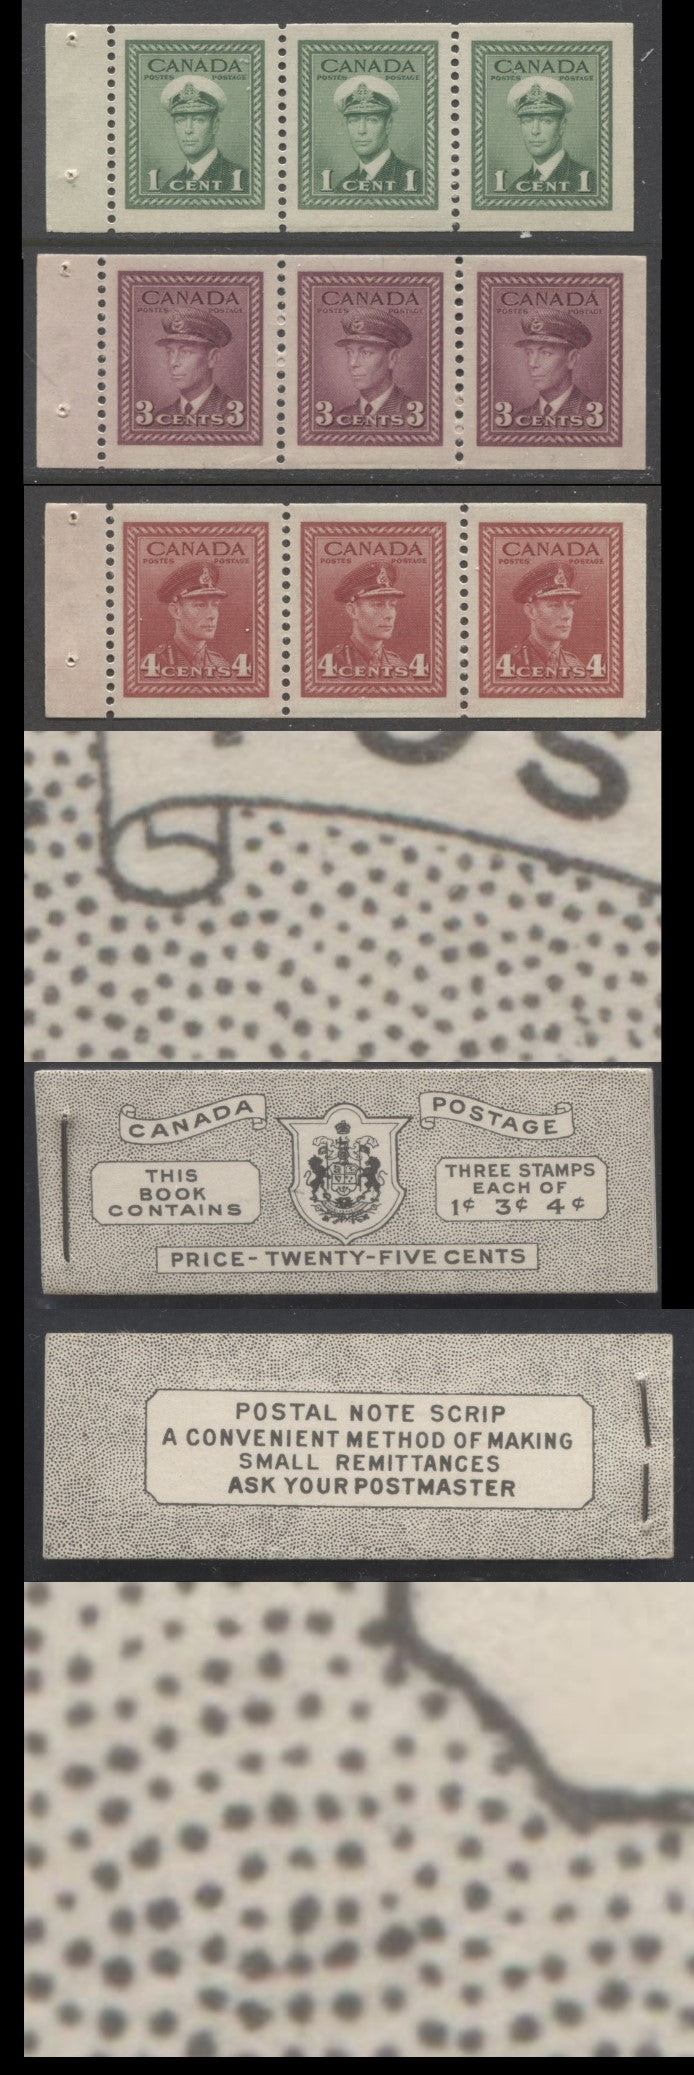 CANADA CANADA CANADA
POSTES POSTAGE POSTES POSTAGE POSTES POSTAGE
1 CENT 1 1 CENT 1 1 CENT 1
CANADA CANADA CANADA
POSTES POSTAGE POSTES POSTAGE POSTES POSTAGE
3 CENTS 3 3 CENTS 3 3 CENTS 3
CANADA CANADA CANADA
POSTES POSTAGE POSTES POSTAGE POSTES POSTAGE
4 CENTS 4 4 CENTS 4 4 CENTS 4
CANADA
POSTAGE
THIS
BOOK
CONTAINS
THREE STAMPS
EACH OF
1¢ 3¢ 4¢
PRICE-TWENTY-FIVE CENTS
POSTAL NOTE SCRIP
A CONVENIENT METHOD OF MAKING
SMALL REMITTANCES
ASK YOUR POSTMASTER